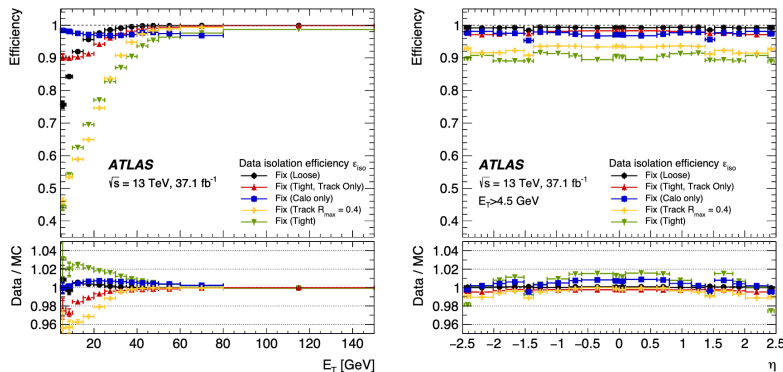 Efficiency
1
0.9
0.8
0.7
0.6
0.5
0.4
ATLAS
√s = 13 TeV, 37.1 fb⁻¹
Data isolation efficiency ε_iso
Fix (Loose)
Fix (Tight, Track Only)
Fix (Calo only)
Fix (Track R_max = 0.4)
Fix (Tight)
Data / MC
1.04
1.02
1
0.98
0.96
20 40 60 80 100 120 140
E_T [GeV]
Efficiency
1
0.9
0.8
0.7
0.6
0.5
0.4
ATLAS
√s = 13 TeV, 37.1 fb⁻¹
E_T>4.5 GeV
Data isolation efficiency ε_iso
Fix (Loose)
Fix (Tight, Track Only)
Fix (Calo only)
Fix (Track R_max = 0.4)
Fix (Tight)
Data / MC
1.04
1.02
1
0.98
0.96
−2.5 −2 −1.5 −1 −0.5 0 0.5 1 1.5 2 2.5
η